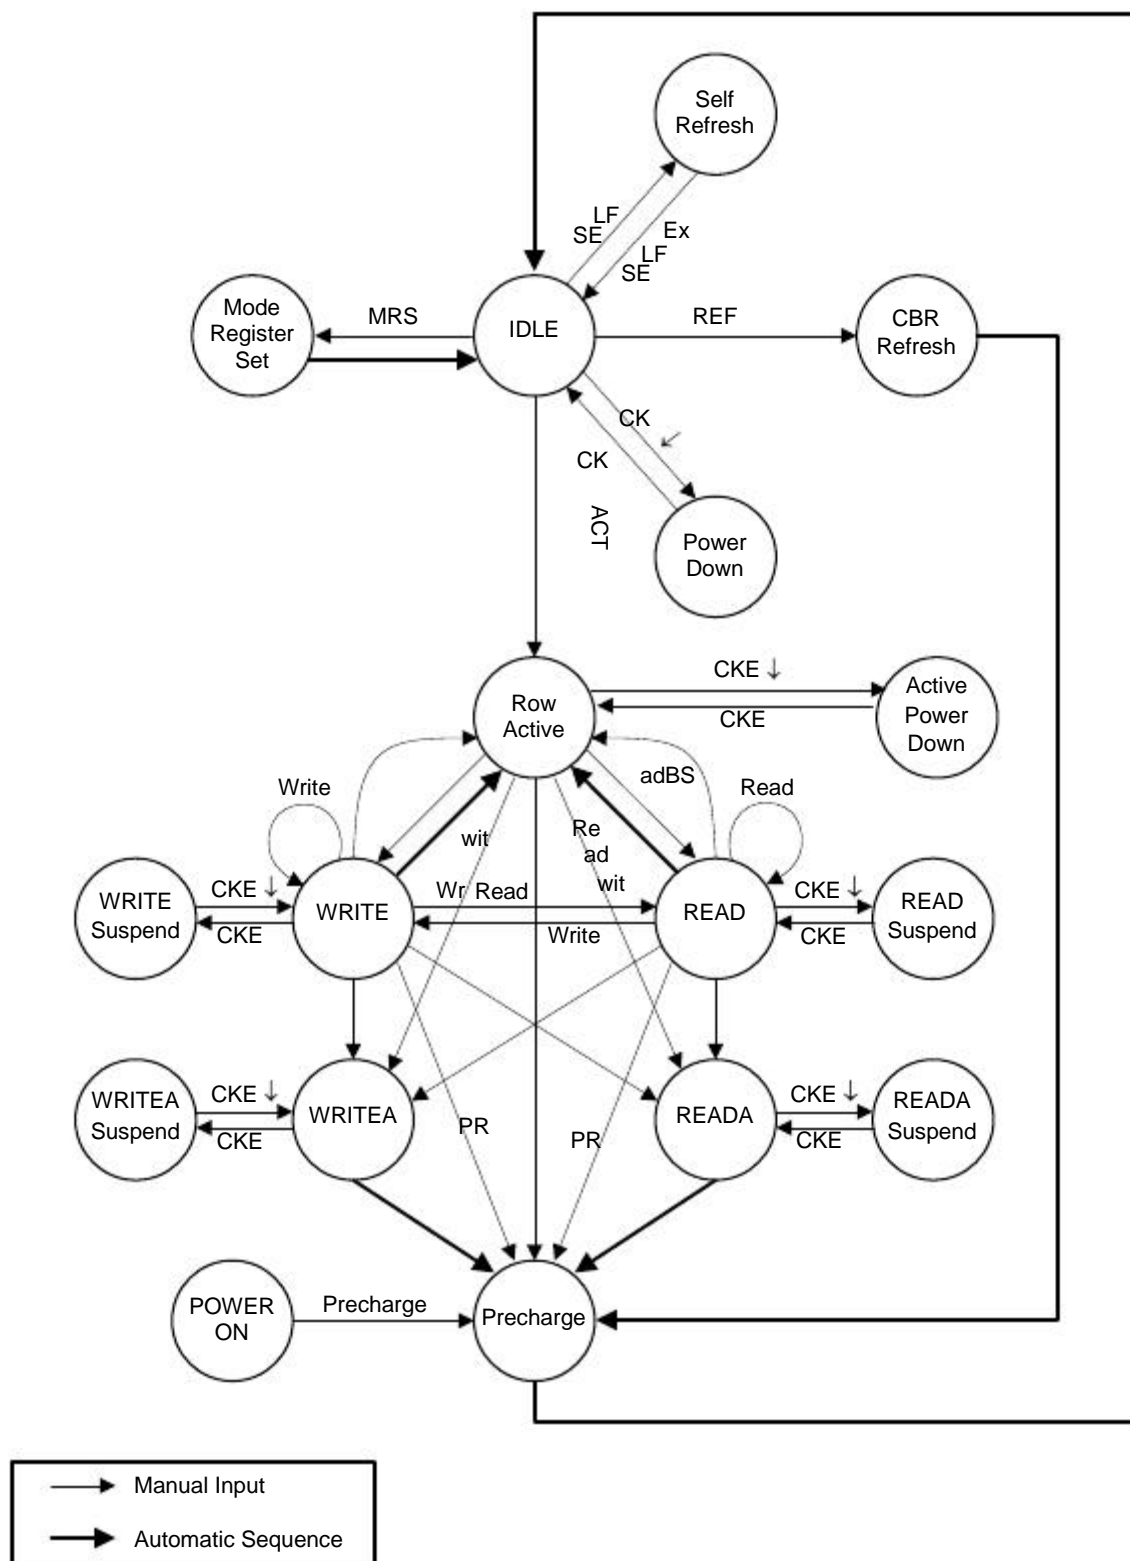 Self
Refresh
LF
SE
Ex
LF
SE
Mode
Register
Set
MRS
IDLE
REF
CBR
Refresh
CK
↙
CK
ACT
Power
Down
Row
Active
CKE ↓
CKE
Active
Power
Down
adBS
Write
Read
wit
Re
ad
wit
WRITE
Suspend
CKE ↓
CKE
WRITE
Wr
Read
Write
READ
CKE ↓
CKE
READ
Suspend
WRITEA
Suspend
CKE ↓
CKE
WRITEA
PR
PR
READA
CKE ↓
CKE
READA
Suspend
POWER
ON
Precharge
Precharge
Manual Input
Automatic Sequence